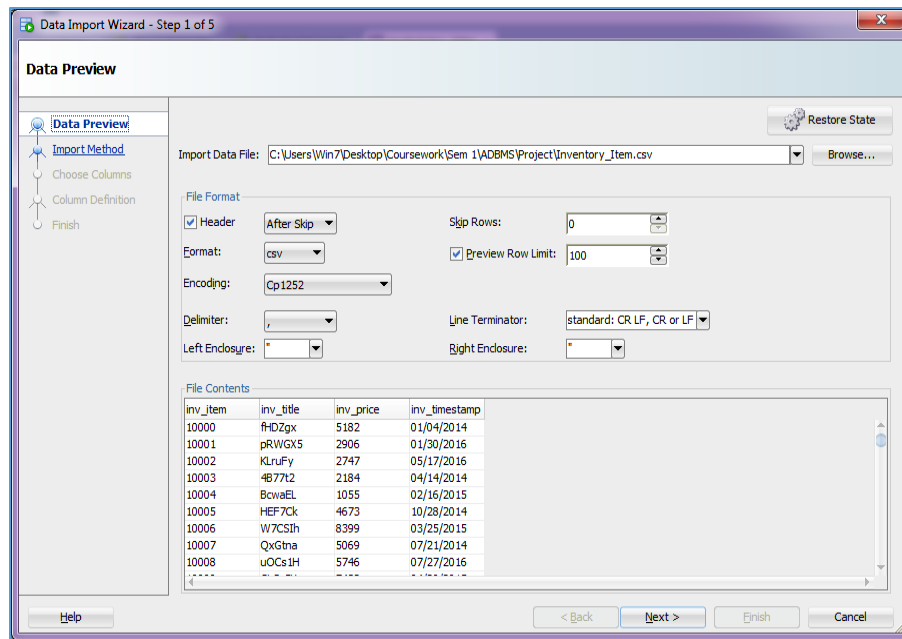 Data Import Wizard - Step 1 of 5
Data Preview
Data Preview
Import Method
Choose Columns
Column Definition
Finish
Restore State
Import Data File: C:\Users\Win7\Desktop\Coursework\Sem 1\ADBMS\Project\Inventory_Item.csv Browse...
File Format
Header After Skip Skip Rows: 0
Format: csv Preview Row Limit: 100
Encoding: Cp1252
Delimiter: , Line Terminator: standard: CR LF, CR or LF
Left Enclosure: " Right Enclosure: "
File Contents
inv_item inv_title inv_price inv_timestamp
10000 fHDZgx 5182 01/04/2014
10001 pRWGX5 2906 01/30/2016
10002 KLruFy 2747 05/17/2016
10003 4B77t2 2184 04/14/2014
10004 BcwaEL 1055 02/16/2015
10005 HEF7Ck 4673 10/28/2014
10006 W7CSIh 8399 03/25/2015
10007 QxGtna 5069 07/21/2014
10008 uOCs1H 5746 07/27/2016
Help < Back Next > Finish Cancel